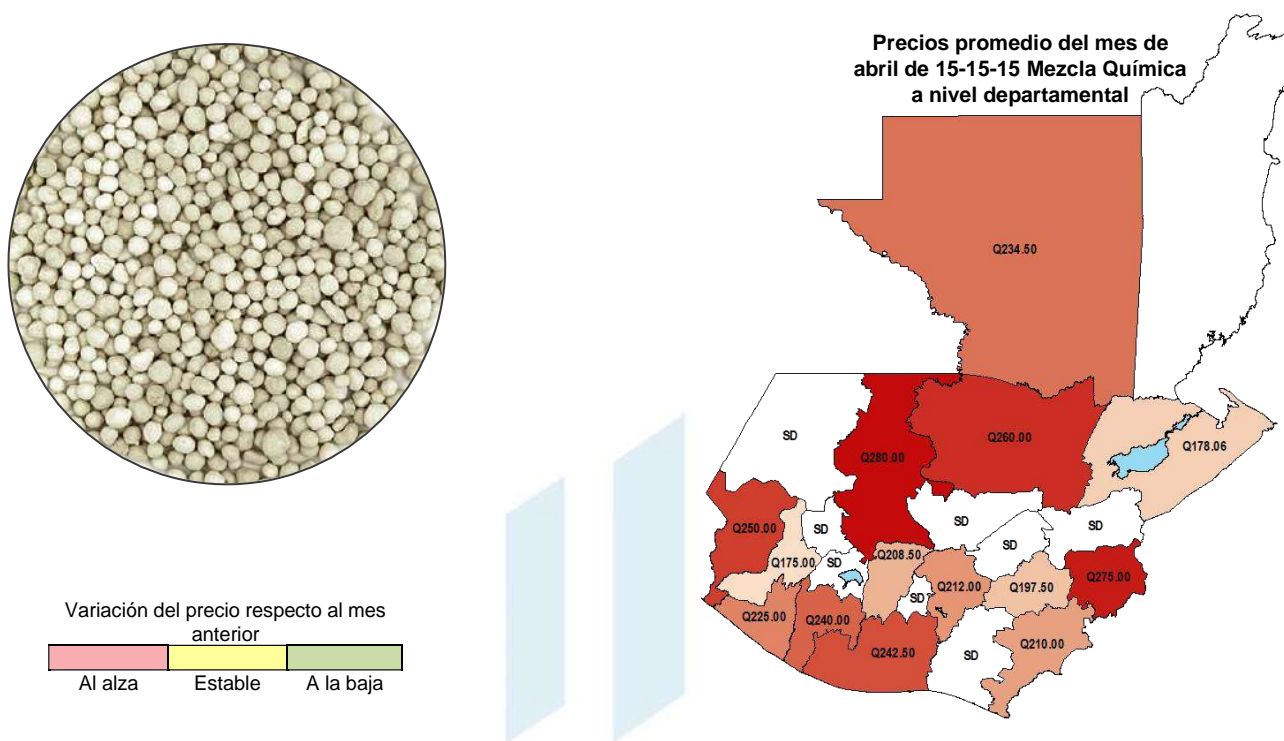 Precios promedio del mes de
abril de 15-15-15 Mezcla Química
a nivel departamental
Q234.50
SD
Q280.00
Q260.00
Q178.06
Q250.00
SD
SD
SD
Q175.00
SD
Q208.50
SD
Q212.00
Q197.50
Q275.00
Q225.00
Q240.00
SD
Q242.50
SD
Q210.00
Variación del precio respecto al mes
anterior
Al alza Estable A la baja